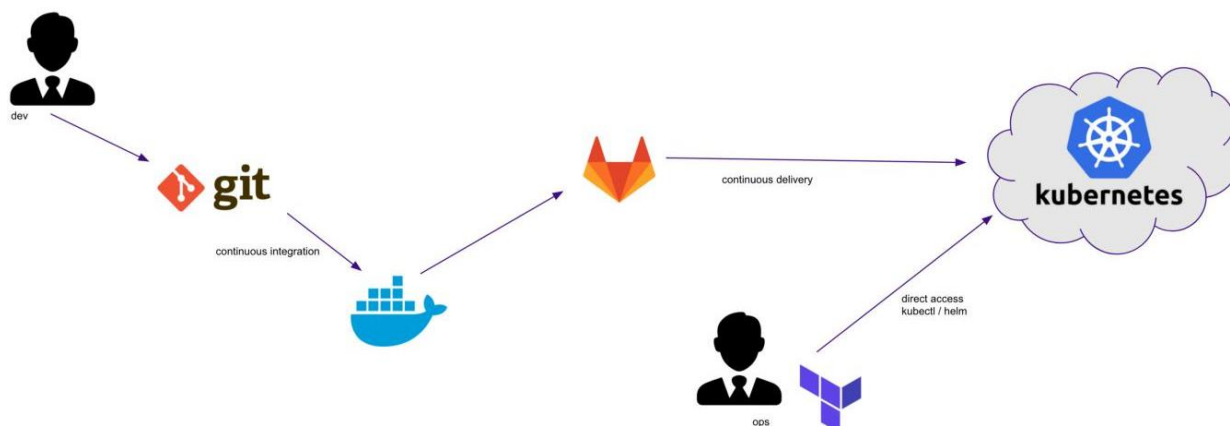 dev
git
continuous integration
continuous delivery
kubernetes
direct access
kubectl / helm
ops